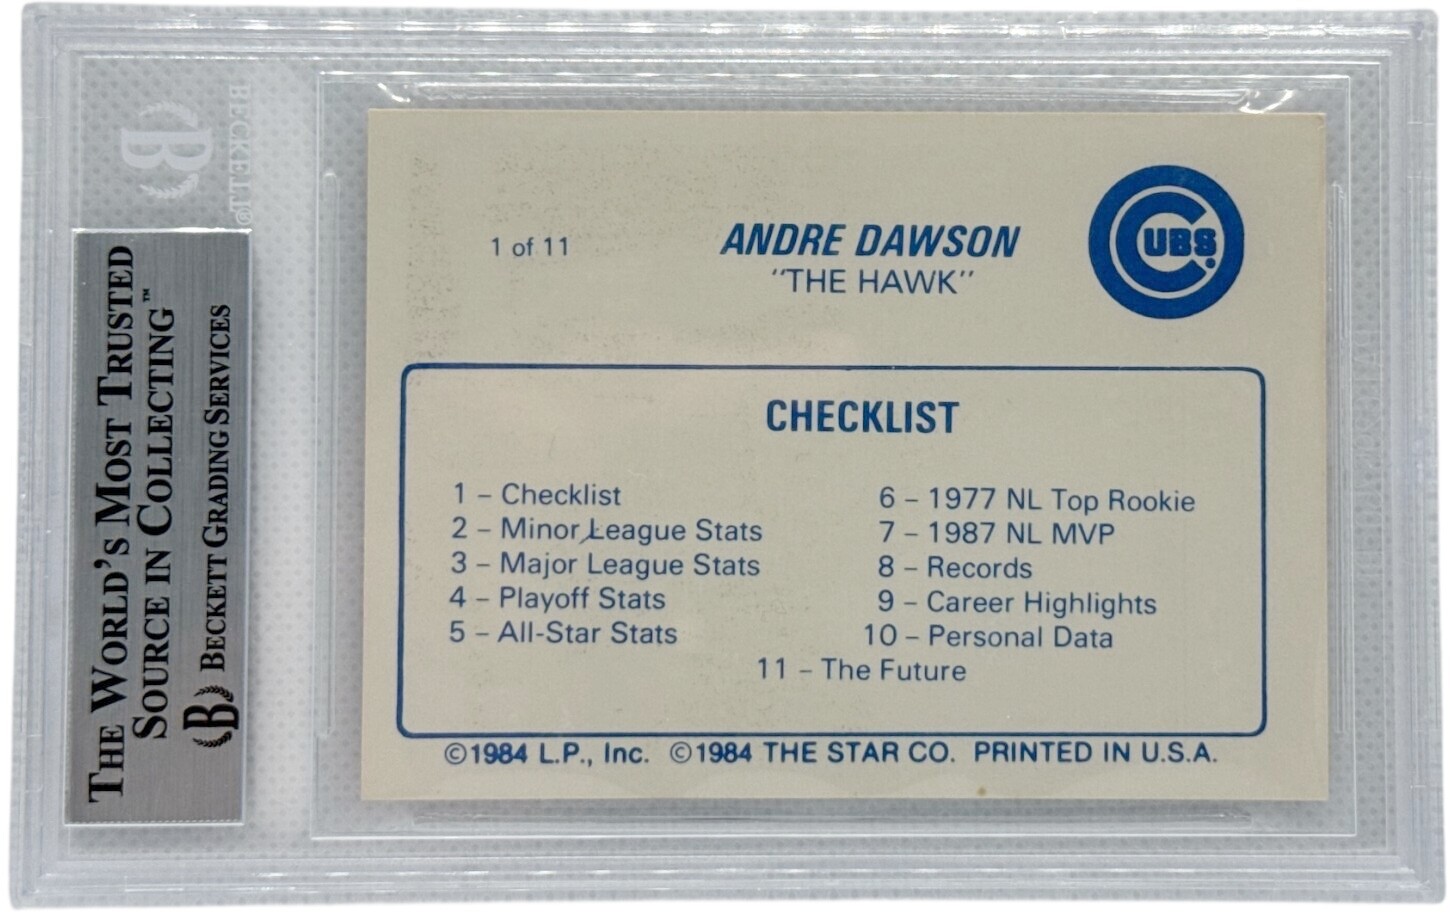 BECKETT®
THE WORLD'S MOST TRUSTED
SOURCE IN COLLECTING™
B BECKETT GRADING SERVICES
1 of 11
ANDRE DAWSON
"THE HAWK"
CUBS
CHECKLIST
1 – Checklist
2 – Minor League Stats
3 – Major League Stats
4 – Playoff Stats
5 – All-Star Stats
6 – 1977 NL Top Rookie
7 – 1987 NL MVP
8 – Records
9 – Career Highlights
10 – Personal Data
11 – The Future
©1984 L.P., Inc. ©1984 THE STAR CO. PRINTED IN U.S.A.